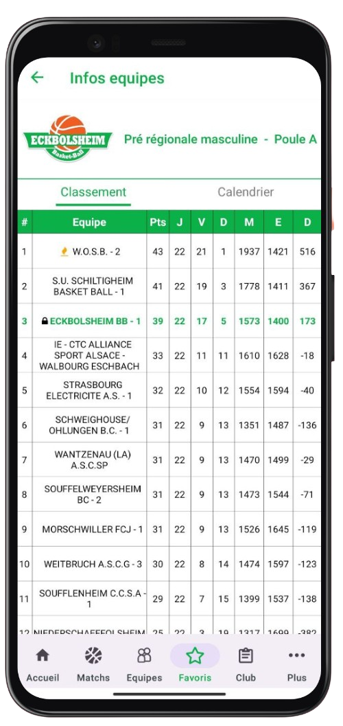 Infos equipes
ECKBOLSHEIM
Basket-Ball
Pré régionale masculine - Poule A
Classement Calendrier
# Equipe Pts J V D M E D
1 W.O.S.B. - 2 43 22 21 1 1937 1421 516
2 S.U. SCHILTIGHEIM BASKET BALL - 1 41 22 19 3 1778 1411 367
3 ECKBOLSHEIM BB - 1 39 22 17 5 1573 1400 173
4 IE - CTC ALLIANCE SPORT ALSACE - WALBOURG ESCHBACH 33 22 11 11 1610 1628 -18
5 STRASBOURG ELECTRICITE A.S. - 1 32 22 10 12 1554 1594 -40
6 SCHWEIGHOUSE/ OHLUNGEN B.C. - 1 31 22 9 13 1351 1487 -136
7 WANTZENAU (LA) A.S.C.SP 31 22 9 13 1470 1499 -29
8 SOUFFELWEYERSHEIM BC - 2 31 22 9 13 1473 1544 -71
9 MORSCHWILLER FCJ - 1 31 22 9 13 1526 1645 -119
10 WEITBRUCH A.S.C.G - 3 30 22 8 14 1474 1597 -123
11 SOUFFLENHEIM C.C.S.A - 1 29 22 7 15 1399 1537 -138
12 NIEDERSCHAEFFOLSHEIM 25 22 3 19 1317 1699 -382
Accueil Matchs Equipes Favoris Club Plus